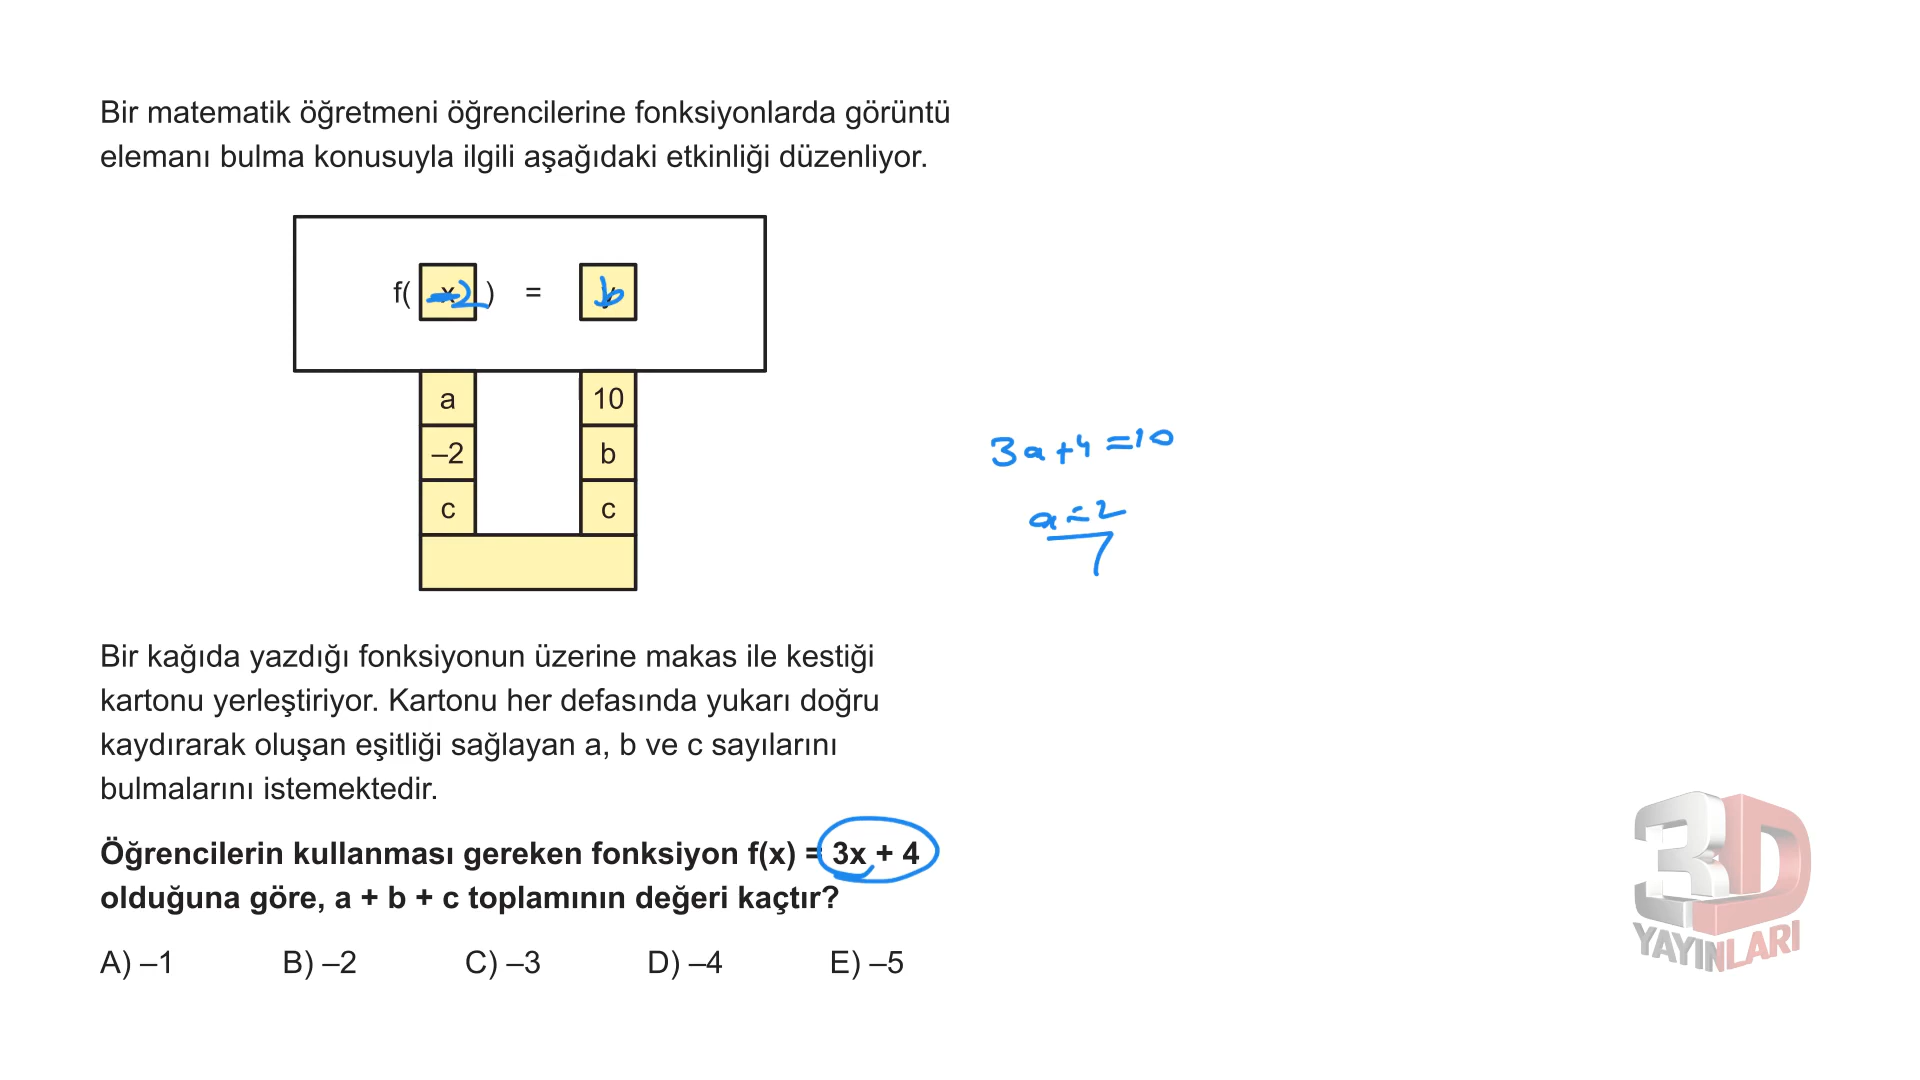 Bir matematik öğretmeni öğrencilerine fonksiyonlarda görüntü
elemanı bulma konusuyla ilgili aşağıdaki etkinliği düzenliyor.
f( -2 ) = b
a 10
–2 b
c c
3a+4=10
a=2
Bir kağıda yazdığı fonksiyonun üzerine makas ile kestiği
kartonu yerleştiriyor. Kartonu her defasında yukarı doğru
kaydırarak oluşan eşitliği sağlayan a, b ve c sayılarını
bulmalarını istemektedir.
Öğrencilerin kullanması gereken fonksiyon f(x) = 3x + 4
olduğuna göre, a + b + c toplamının değeri kaçtır?
A) –1 B) –2 C) –3 D) –4 E) –5
3D
YAYINLARI